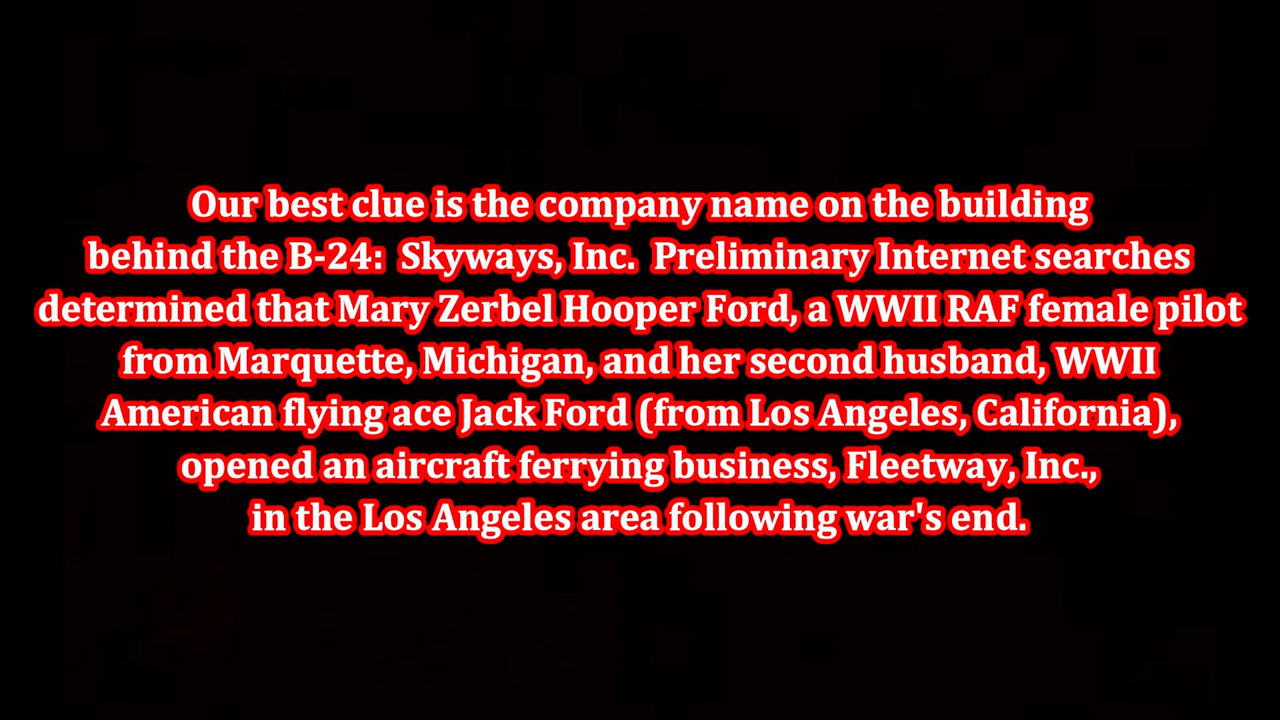 Our best clue is the company name on the building
behind the B-24:  Skyways, Inc.  Preliminary Internet searches
determined that Mary Zerbel Hooper Ford, a WWII RAF female pilot
from Marquette, Michigan, and her second husband, WWII
American flying ace Jack Ford (from Los Angeles, California),
opened an aircraft ferrying business, Fleetway, Inc.,
in the Los Angeles area following war's end.